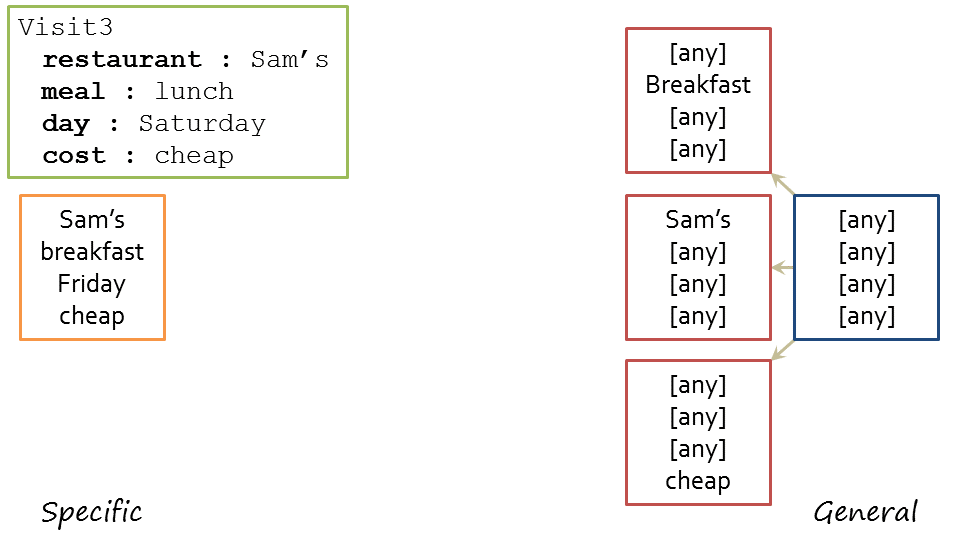 Visit3
restaurant : Sam’s
meal : lunch
day : Saturday
cost : cheap
Sam’s
breakfast
Friday
cheap
[any]
Breakfast
[any]
[any]
Sam’s
[any]
[any]
[any]
[any]
[any]
[any]
cheap
[any]
[any]
[any]
[any]
Specific
General